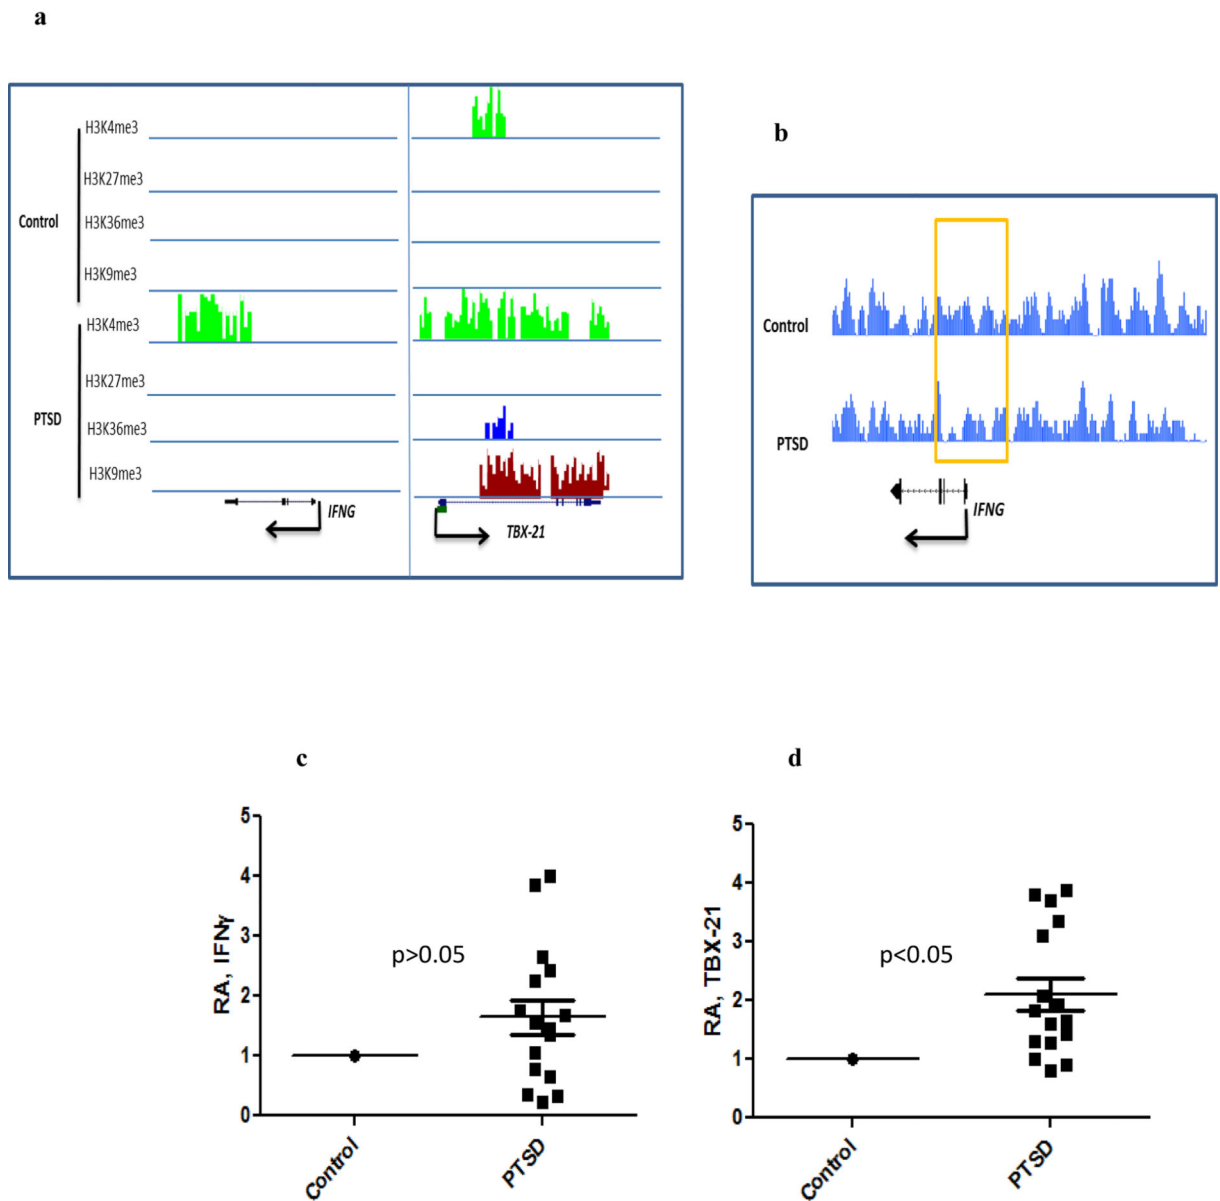 a
H3K4me3
H3K27me3
Control
H3K36me3
H3K9me3
H3K4me3
H3K27me3
PTSD
H3K36me3
H3K9me3
IFNG
TBX-21
b
Control
PTSD
IFNG
c
5
4
3
2
1
0
RA, IFNγ
p>0.05
Control
PTSD
d
5
4
3
2
1
0
RA, TBX-21
p<0.05
Control
PTSD